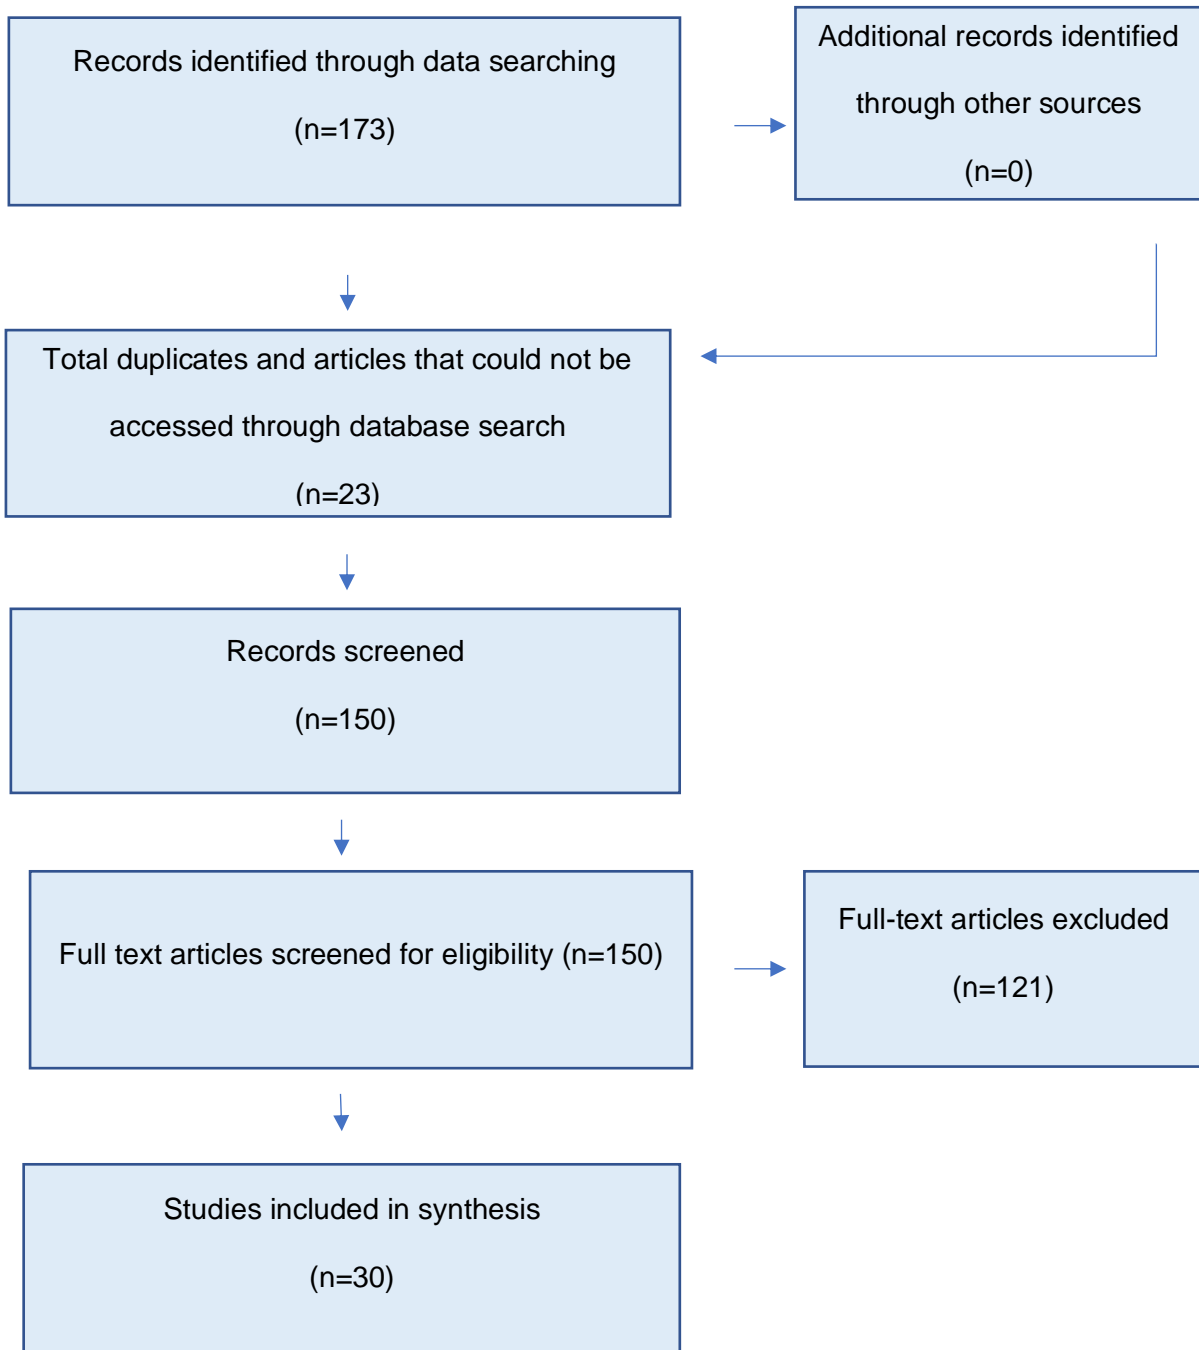 Records identified through data searching
(n=173)
Additional records identified
through other sources
(n=0)
Total duplicates and articles that could not be
accessed through database search
(n=23)
Records screened
(n=150)
Full text articles screened for eligibility (n=150)
Full-text articles excluded
(n=121)
Studies included in synthesis
(n=30)